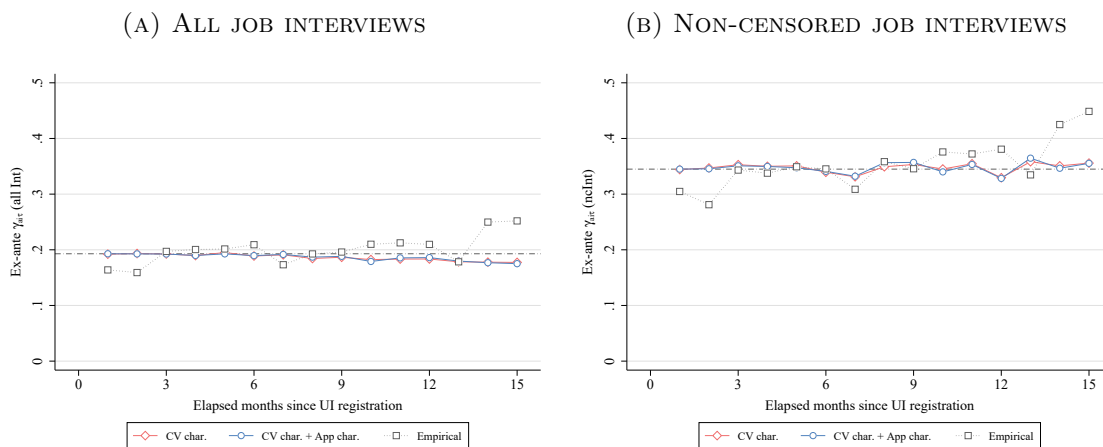 (A) ALL JOB INTERVIEWS
Ex-ante γait (all Int)
.5
.4
.3
.2
.1
0
0 3 6 9 12 15
Elapsed months since UI registration
CV char. CV char. + App char. Empirical
(B) NON-CENSORED JOB INTERVIEWS
Ex-ante γait (ncInt)
.5
.4
.3
.2
.1
0
0 3 6 9 12 15
Elapsed months since UI registration
CV char. CV char. + App char. Empirical